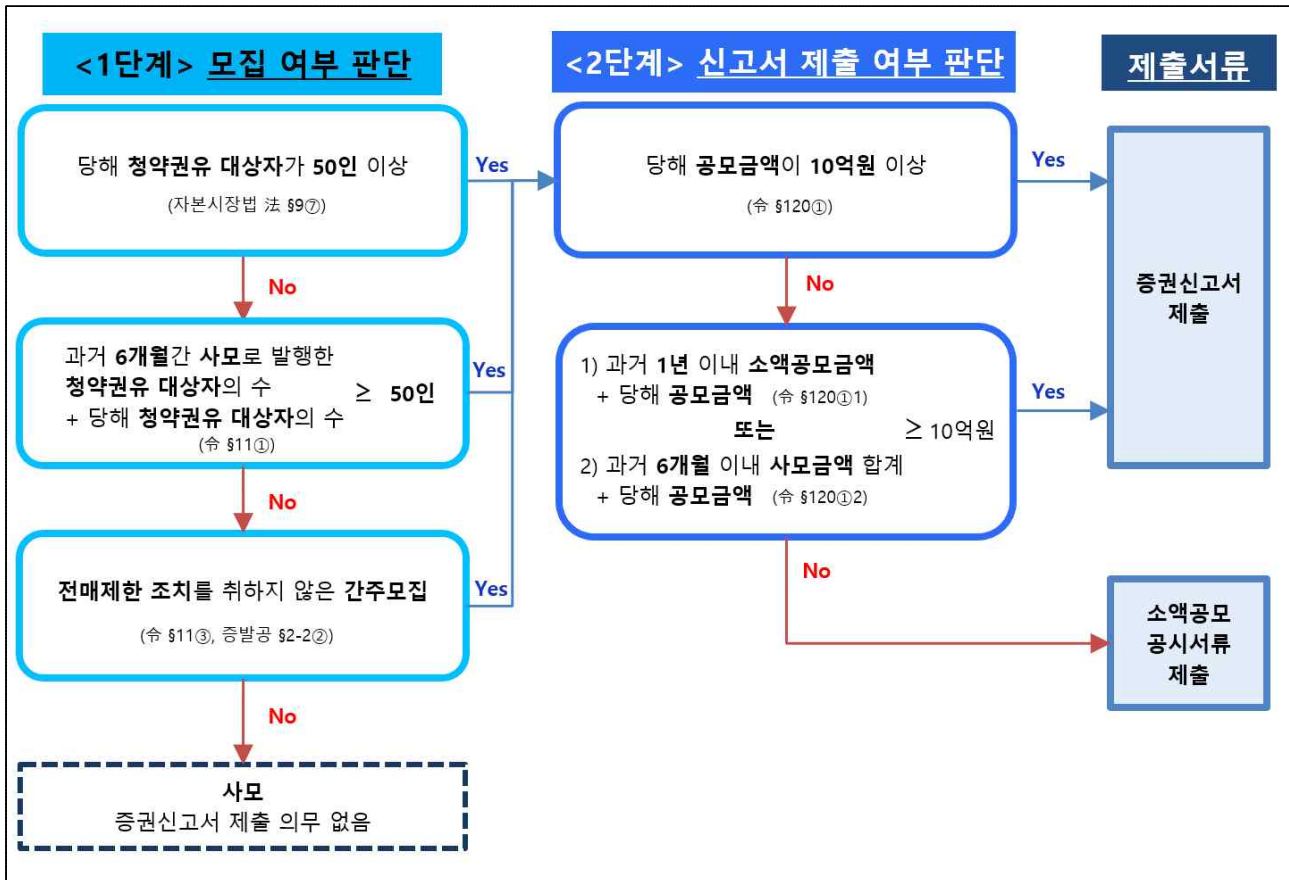 <1단계> 모집 여부 판단
당해 청약권유 대상자가 50인 이상
(자본시장법 法 §9⑦)
Yes
No
과거 6개월간 사모로 발행한
청약권유 대상자의 수
+ 당해 청약권유 대상자의 수
≥ 50인
(令 §11①)
Yes
No
전매제한 조치를 취하지 않은 간주모집
(令 §11③, 증발공 §2-2②)
Yes
No
사모
증권신고서 제출 의무 없음
<2단계> 신고서 제출 여부 판단
당해 공모금액이 10억원 이상
(令 §120①)
Yes
No
1) 과거 1년 이내 소액공모금액
+ 당해 공모금액 (令 §120①1)
또는
≥ 10억원
2) 과거 6개월 이내 사모금액 합계
+ 당해 공모금액 (令 §120①2)
Yes
No
제출서류
증권신고서
제출
소액공모
공시서류
제출